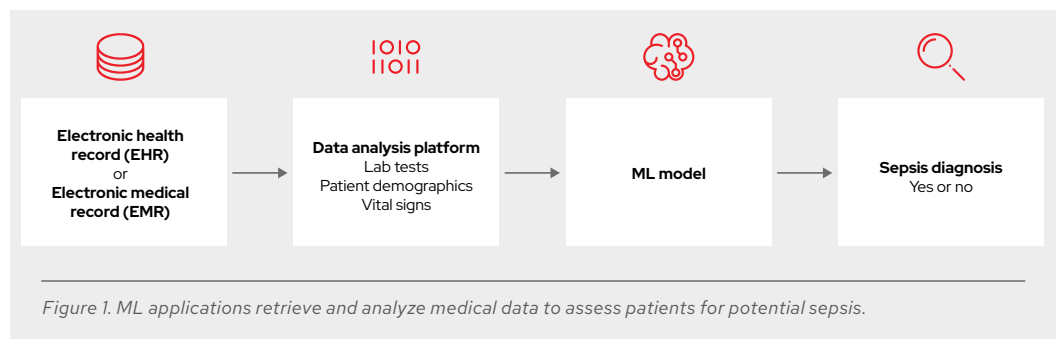 IOIO
IIOII
Electronic health
record (EHR)
or
Electronic medical
record (EMR)
Data analysis platform
Lab tests
Patient demographics
Vital signs
ML model
Sepsis diagnosis
Yes or no
Figure 1. ML applications retrieve and analyze medical data to assess patients for potential sepsis.